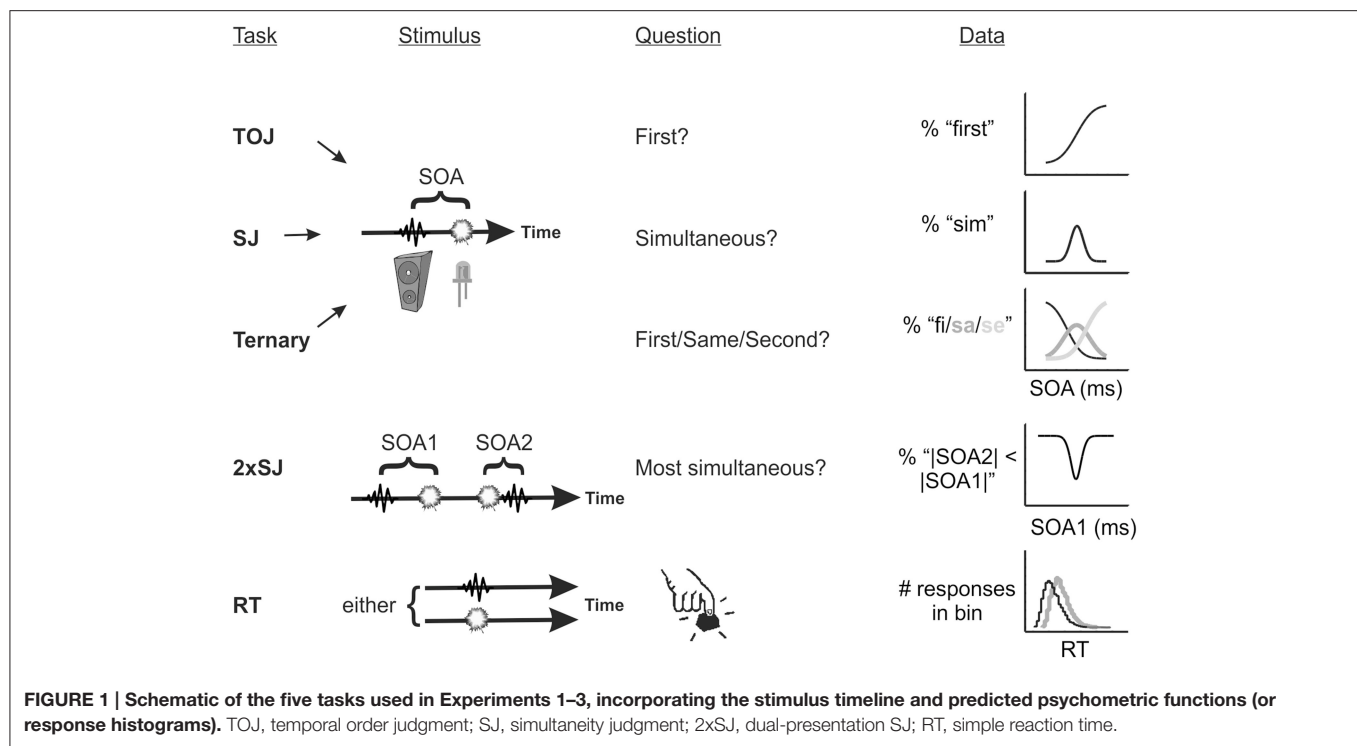 Task Stimulus Question Data
TOJ
First?
% “first”
SOA
SJ
Time
Simultaneous?
% “sim”
Ternary
First/Same/Second?
% “fi/sa/se”
SOA (ms)
SOA1 SOA2
2xSJ
Time
Most simultaneous?
% “|SOA2| <
|SOA1|”
SOA1 (ms)
RT
either
Time
# responses
in bin
RT
FIGURE 1 | Schematic of the five tasks used in Experiments 1–3, incorporating the stimulus timeline and predicted psychometric functions (or
response histograms). TOJ, temporal order judgment; SJ, simultaneity judgment; 2xSJ, dual-presentation SJ; RT, simple reaction time.